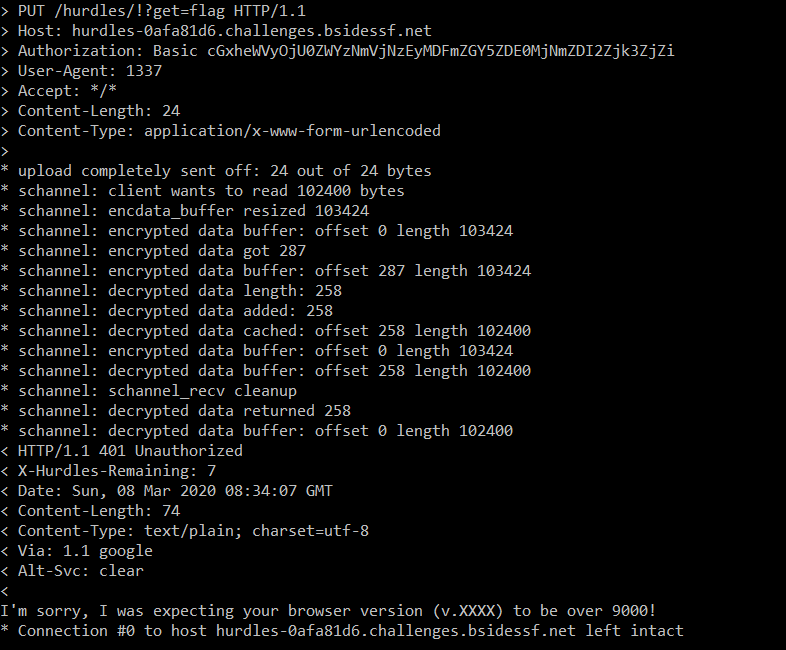 > PUT /hurdles/!?get=flag HTTP/1.1
> Host: hurdles-0afa81d6.challenges.bsidessf.net
> Authorization: Basic cGxheWVyOjU0ZWYzNmVjNzEyMDFmZGY5ZDE0MjNmZDI2Zjk3ZjZi
> User-Agent: 1337
> Accept: */*
> Content-Length: 24
> Content-Type: application/x-www-form-urlencoded
>
* upload completely sent off: 24 out of 24 bytes
* schannel: client wants to read 102400 bytes
* schannel: encdata_buffer resized 103424
* schannel: encrypted data buffer: offset 0 length 103424
* schannel: encrypted data got 287
* schannel: encrypted data buffer: offset 287 length 103424
* schannel: decrypted data length: 258
* schannel: decrypted data added: 258
* schannel: decrypted data cached: offset 258 length 102400
* schannel: encrypted data buffer: offset 0 length 103424
* schannel: decrypted data buffer: offset 258 length 102400
* schannel: schannel_recv cleanup
* schannel: decrypted data returned 258
* schannel: decrypted data buffer: offset 0 length 102400
< HTTP/1.1 401 Unauthorized
< X-Hurdles-Remaining: 7
< Date: Sun, 08 Mar 2020 08:34:07 GMT
< Content-Length: 74
< Content-Type: text/plain; charset=utf-8
< Via: 1.1 google
< Alt-Svc: clear
<
I'm sorry, I was expecting your browser version (v.XXXX) to be over 9000!
* Connection #0 to host hurdles-0afa81d6.challenges.bsidessf.net left intact